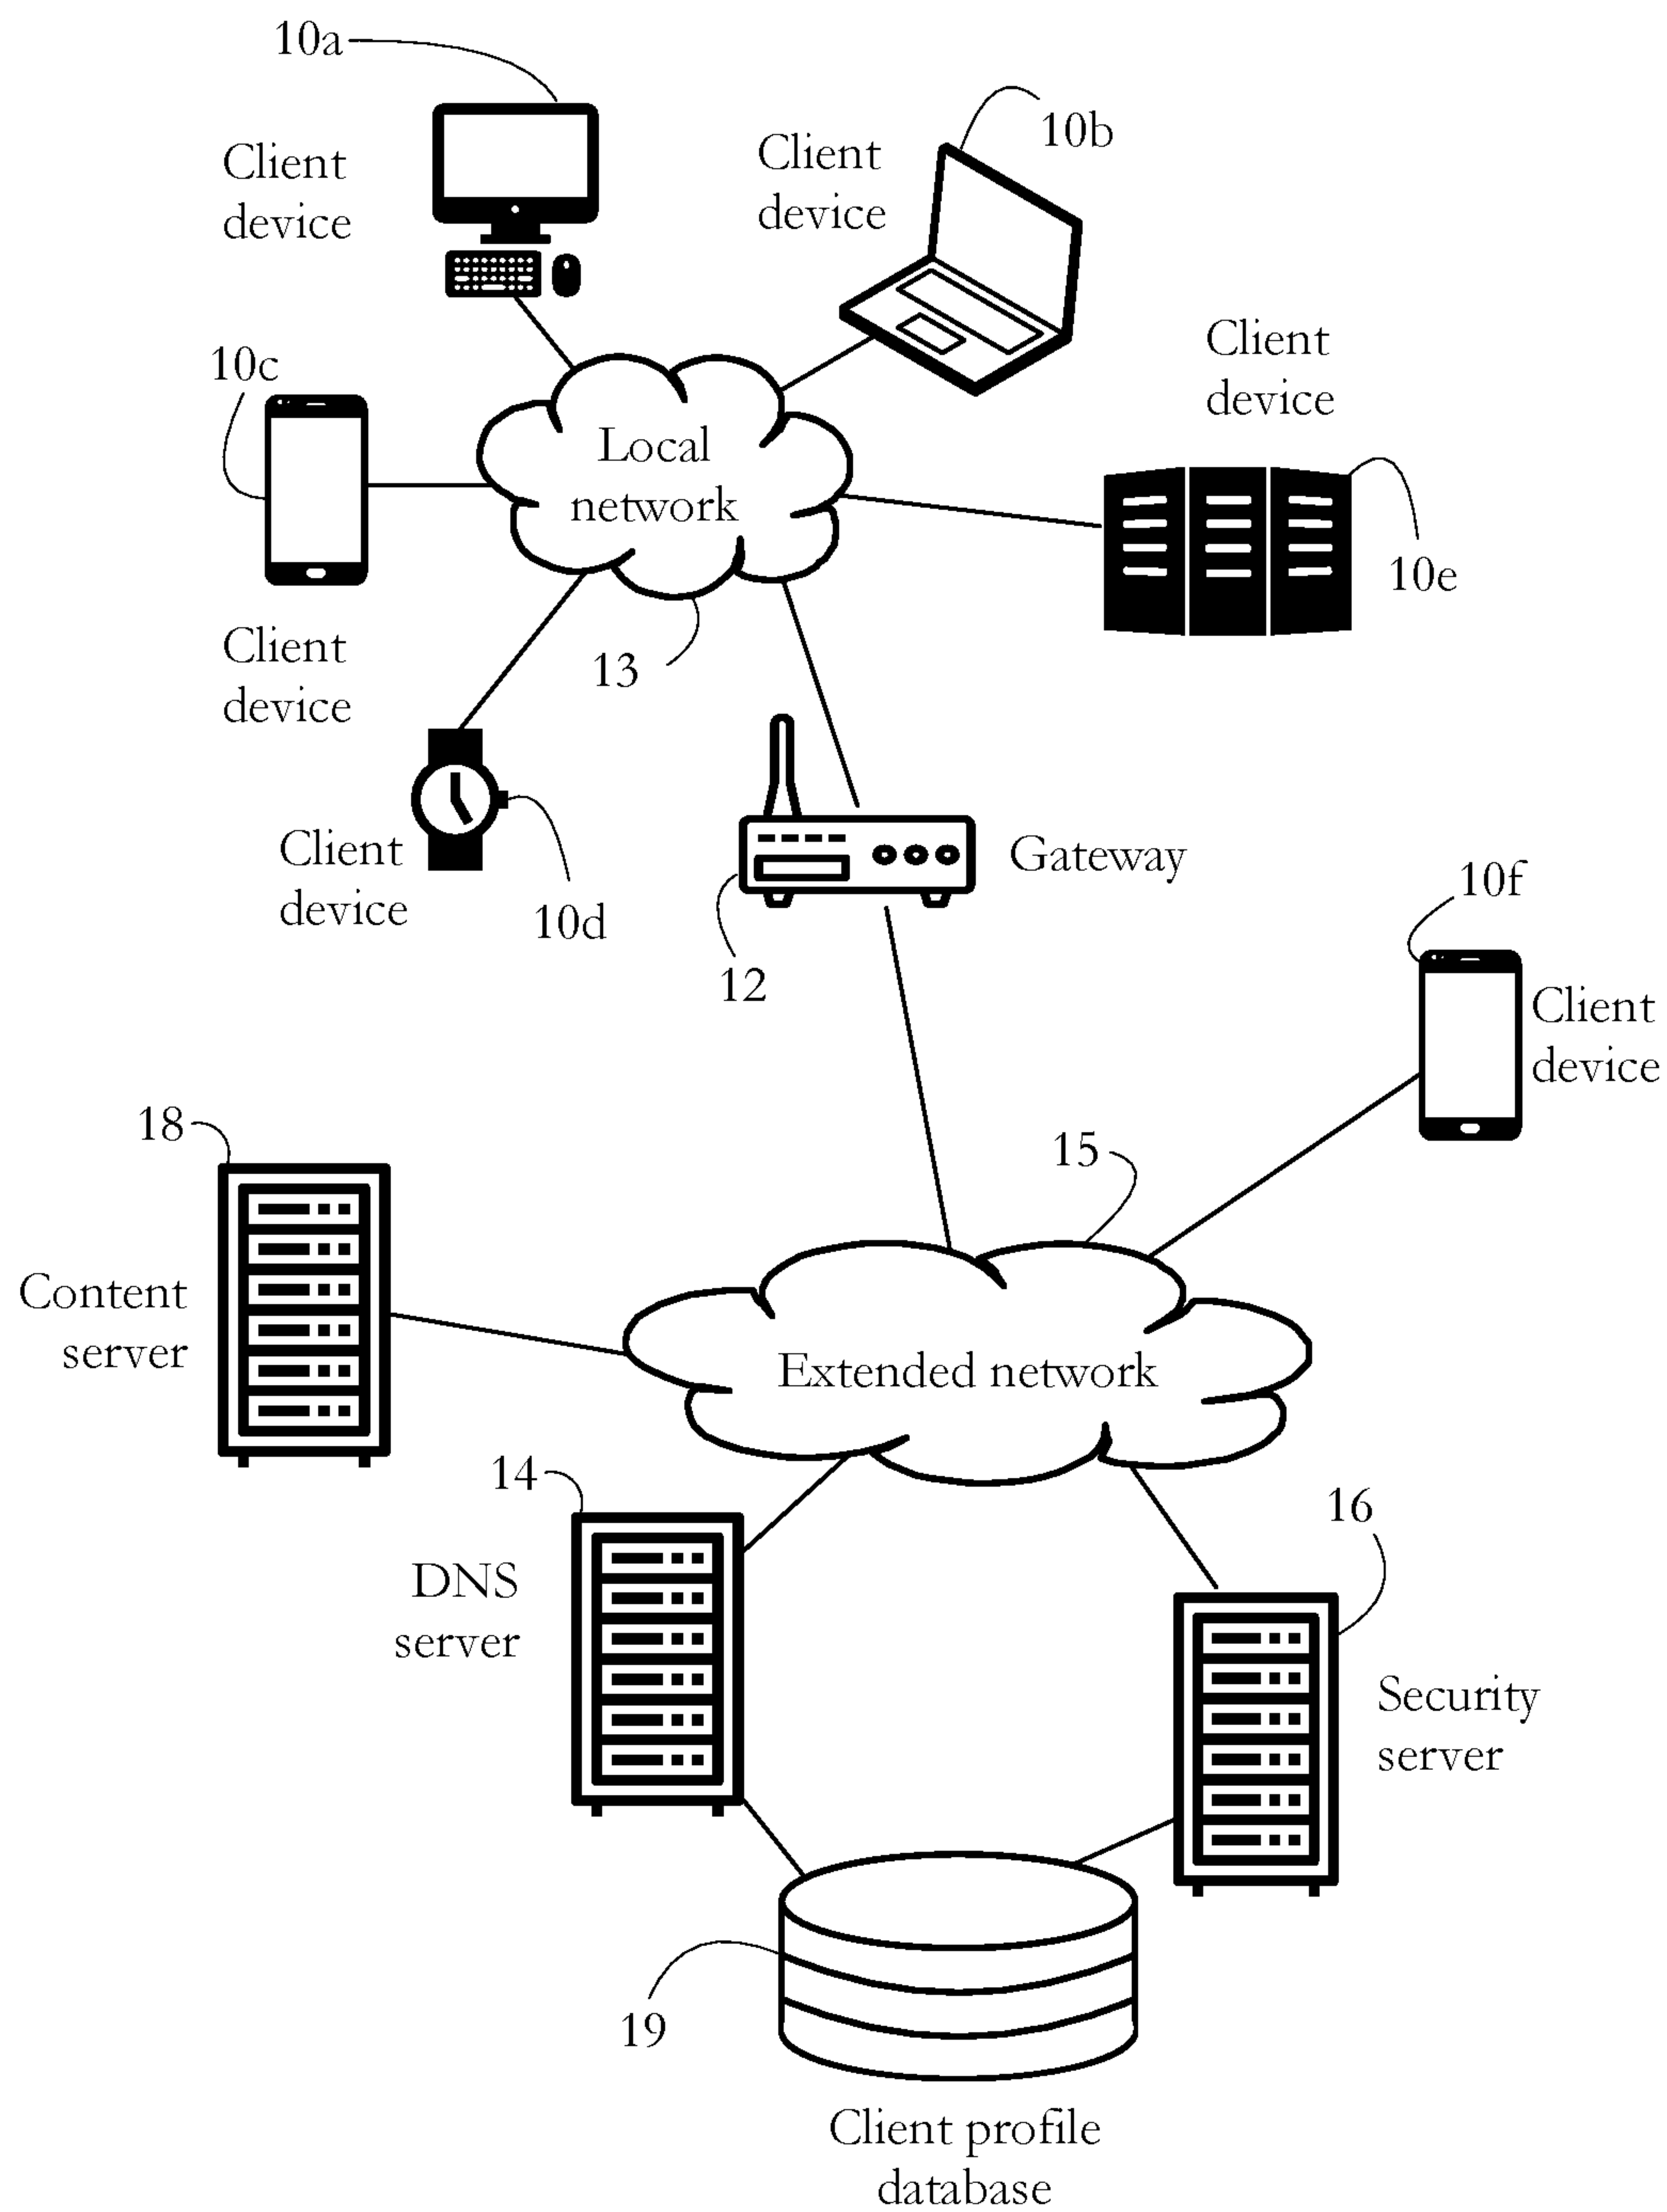 10a
Client
device
Client
device
10b
10c
Client
device
Local
network
10e
Client
device
13
Client
device
10d
Gateway
12
10f
Client
device
18
15
Content
server
Extended network
14
16
DNS
server
Security
server
19
Client profile
database